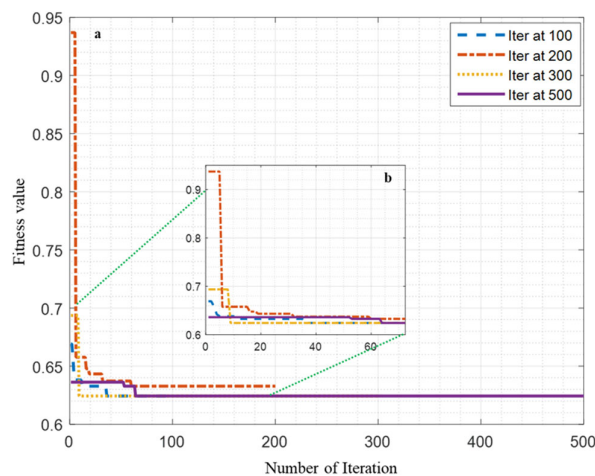 0.95
a
Iter at 100
Iter at 200
Iter at 300
Iter at 500
0.9
0.85
0.8
0.75
0.7
0.65
0.6
Fitness value
b
0.9
0.8
0.7
0.6
0 20 40 60
0 100 200 300 400 500
Number of Iteration